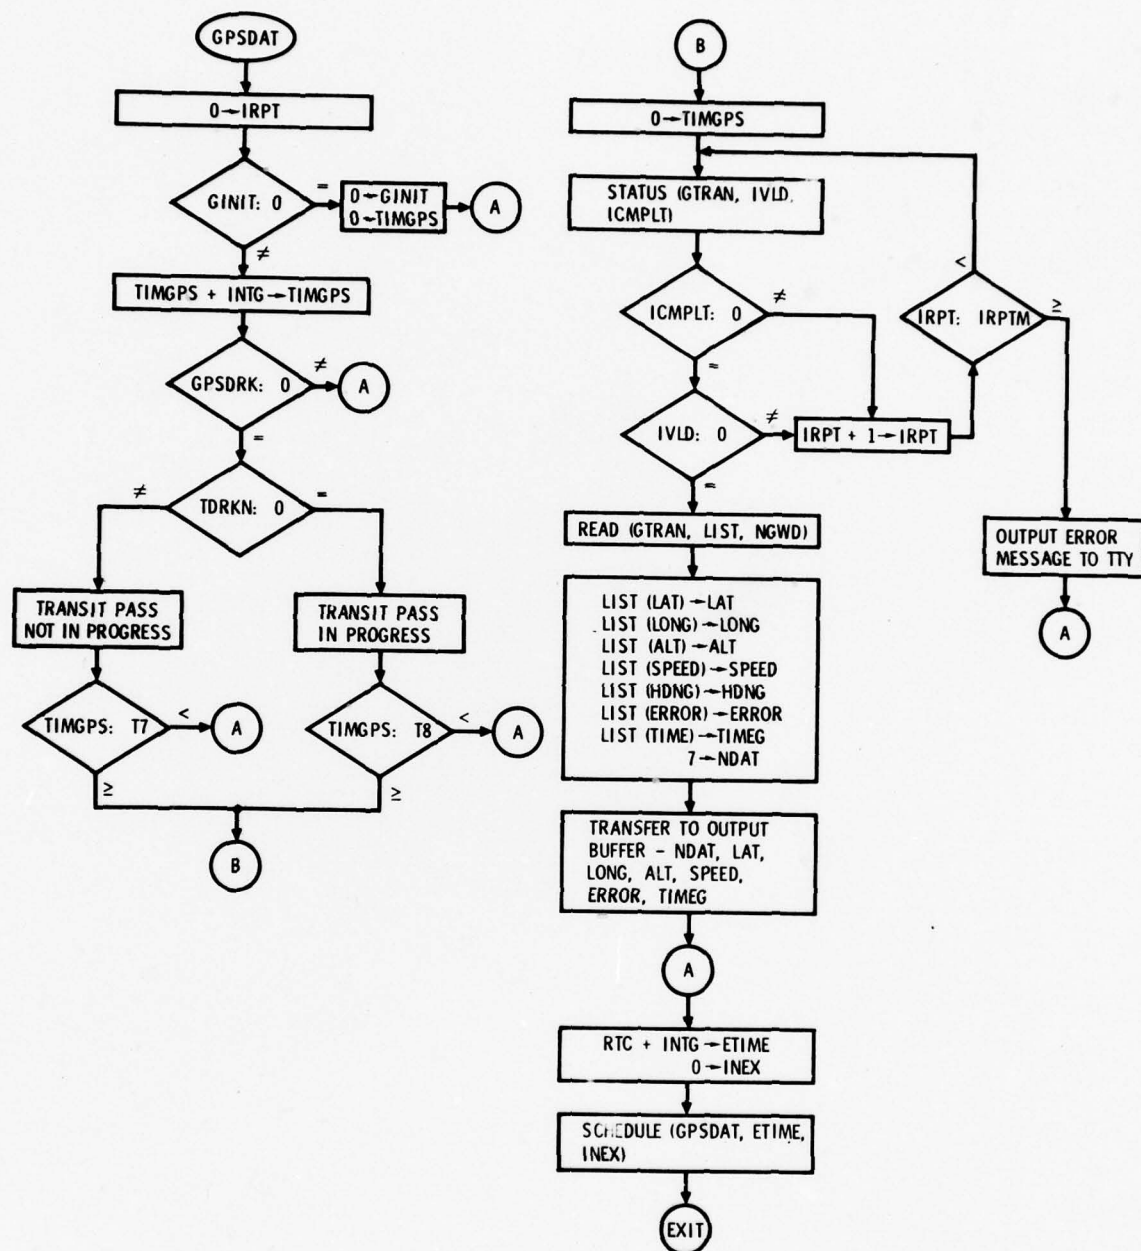 GPSDAT
0→IRPT
GINIT: 0
=
0→GINIT
0→TIMGPS
A
≠
TIMGPS + INTG→TIMGPS
GPSDRK: 0
≠
A
=
TDRKN: 0
≠
=
TRANSIT PASS
NOT IN PROGRESS
TRANSIT PASS
IN PROGRESS
TIMGPS: T7
<
A
≥
TIMGPS: T8
<
A
≥
B
B
0→TIMGPS
STATUS (GTRAN, IVLD,
ICMPLT)
ICMPLT: 0
≠
=
IVLD: 0
≠
=
IRPT + 1→IRPT
IRPT: IRPTM
<
≥
OUTPUT ERROR
MESSAGE TO TTY
A
READ (GTRAN, LIST, NGWD)
LIST (LAT)→LAT
LIST (LONG)→LONG
LIST (ALT)→ALT
LIST (SPEED)→SPEED
LIST (HDNG)→HDNG
LIST (ERROR)→ERROR
LIST (TIME)→TIMEG
7→NDAT
TRANSFER TO OUTPUT
BUFFER - NDAT, LAT,
LONG, ALT, SPEED,
ERROR, TIMEG
A
RTC + INTG→ETIME
0→INEX
SCHEDULE (GPSDAT, ETIME,
INEX)
EXIT